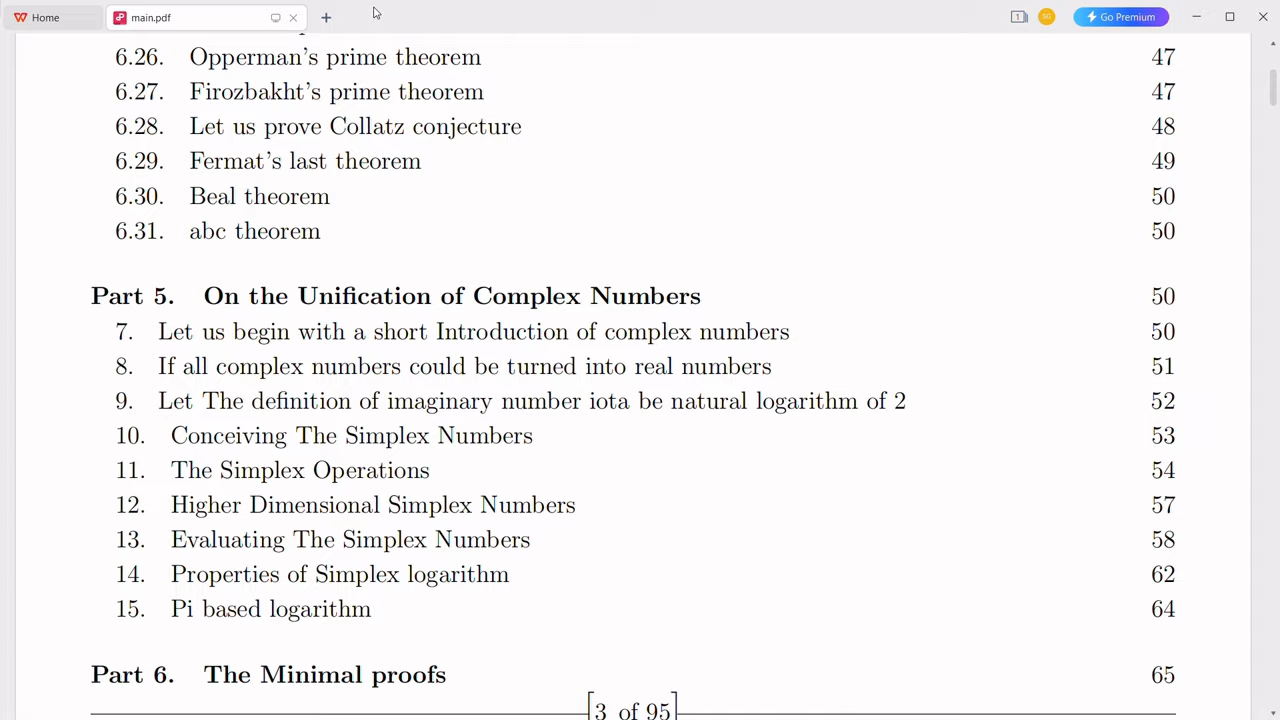 Home
main.pdf
1
SG
Go Premium
6.26. Opperman's prime theorem 47
6.27. Firozbakht's prime theorem 47
6.28. Let us prove Collatz conjecture 48
6.29. Fermat's last theorem 49
6.30. Beal theorem 50
6.31. abc theorem 50
Part 5. On the Unification of Complex Numbers 50
7. Let us begin with a short Introduction of complex numbers 50
8. If all complex numbers could be turned into real numbers 51
9. Let The definition of imaginary number iota be natural logarithm of 2 52
10. Conceiving The Simplex Numbers 53
11. The Simplex Operations 54
12. Higher Dimensional Simplex Numbers 57
13. Evaluating The Simplex Numbers 58
14. Properties of Simplex logarithm 62
15. Pi based logarithm 64
Part 6. The Minimal proofs 65
[3 of 95]